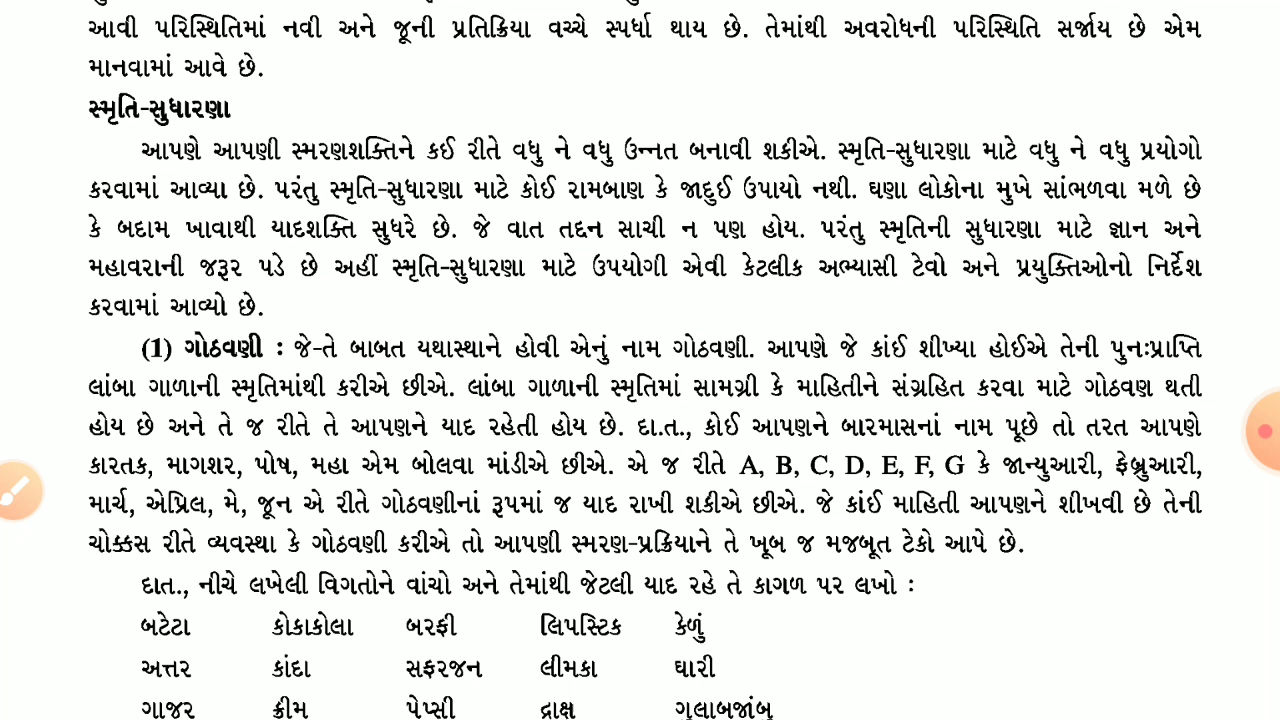 આવી પરિસ્થિતિમાં નવી અને જૂની પ્રતિક્રિયા વચ્ચે સ્પર્ધા થાય છે. તેમાંથી અવરોધની પરિસ્થિતિ સર્જાય છે એમ
માનવામાં આવે છે.
સ્મૃતિ-સુધારણા
આપણે આપણી સ્મરણશક્તિને કઈ રીતે વધુ ને વધુ ઉન્નત બનાવી શકીએ. સ્મૃતિ-સુધારણા માટે વધુ ને વધુ પ્રયોગો
કરવામાં આવ્યા છે. પરંતુ સ્મૃતિ-સુધારણા માટે કોઈ રામબાણ કે જાદુઈ ઉપાયો નથી. ઘણા લોકોના મુખે સાંભળવા મળે છે
કે બદામ ખાવાથી યાદશક્તિ સુધરે છે. જે વાત તદ્દન સાચી ન પણ હોય. પરંતુ સ્મૃતિની સુધારણા માટે જ્ઞાન અને
મહાવરાની જરૂર પડે છે અહીં સ્મૃતિ-સુધારણા માટે ઉપયોગી એવી કેટલીક અભ્યાસી ટેવો અને પ્રયુક્તિઓનો નિર્દેશ
કરવામાં આવ્યો છે.
(1) ગોઠવણી : જે-તે બાબત યથાસ્થાને હોવી એનું નામ ગોઠવણી. આપણે જે કાંઈ શીખ્યા હોઈએ તેની પુનઃપ્રાપ્તિ
લાંબા ગાળાની સ્મૃતિમાંથી કરીએ છીએ. લાંબા ગાળાની સ્મૃતિમાં સામગ્રી કે માહિતીને સંગ્રહિત કરવા માટે ગોઠવણ થતી
હોય છે અને તે જ રીતે તે આપણને યાદ રહેતી હોય છે. દા.ત., કોઈ આપણને બારમાસનાં નામ પૂછે તો તરત આપણે
કારતક, માગશર, પોષ, મહા એમ બોલવા માંડીએ છીએ. એ જ રીતે A, B, C, D, E, F, G કે જાન્યુઆરી, ફેબ્રુઆરી,
માર્ચ, એપ્રિલ, મે, જૂન એ રીતે ગોઠવણીનાં રૂપમાં જ યાદ રાખી શકીએ છીએ. જે કાંઈ માહિતી આપણને શીખવી છે તેની
ચોક્કસ રીતે વ્યવસ્થા કે ગોઠવણી કરીએ તો આપણી સ્મરણ-પ્રક્રિયાને તે ખૂબ જ મજબૂત ટેકો આપે છે.
દાત., નીચે લખેલી વિગતોને વાંચો અને તેમાંથી જેટલી યાદ રહે તે કાગળ પર લખો :
બટેટા કોકાકોલા બરફી લિપસ્ટિક કેળું
અત્તર કાંદા સફરજન લીમકા ઘારી
ગાજર ક્રીમ પેપ્સી દ્રાક્ષ ગુલાબજાંબુ